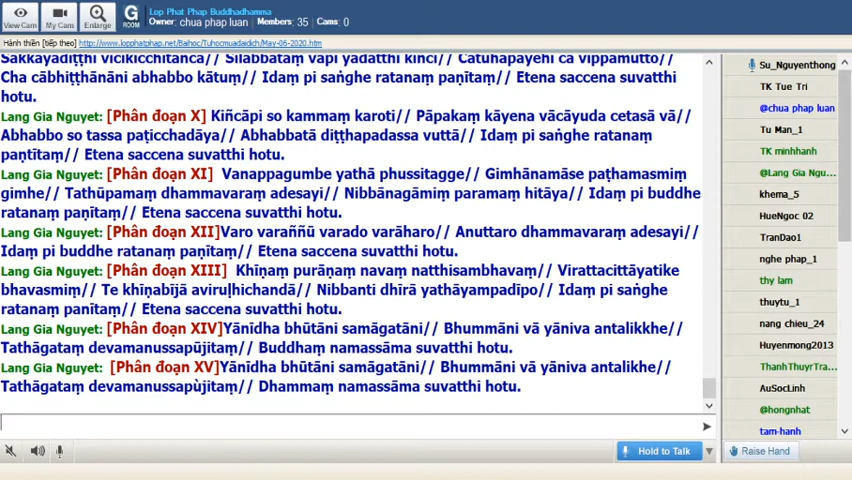 View Cam
My Cam
Enlarge
G
ROOM
Lop Phat Phap Buddhadhamma
Owner: chua phap luan Members: 35 Cams: 0
Hành thiền [tiếp theo] http://www.lopphatphap.net/Baihoc/Tuhocmuadaidich/May-06-2020.htm
Sakkāyadiṭṭhi vicikicchitañca// Sīlabbataṃ vāpi yadatthi kiñci// Catūhapāyehi ca vippamutto//
Cha cābhiṭṭhānāni abhabbo kātuṃ// Idaṃ pi saṅghe ratanaṃ paṇītaṃ// Etena saccena suvatthi
hotu.
Lang Gia Nguyet: [Phân đoạn X] Kiñcāpi so kammaṃ karoti// Pāpakaṃ kāyena vācāyuda cetasā vā//
Abhabbo so tassa paṭicchadāya// Abhabbatā diṭṭhapadassa vuttā// Idaṃ pi saṅghe ratanaṃ
paṇtītaṃ// Etena saccena suvatthi hotu.
Lang Gia Nguyet: [Phân đoạn XI] Vanappagumbe yathā phussitagge// Gimhānamāse paṭhamasmiṃ
gimhe// Tathūpamaṃ dhammavaraṃ adesayi// Nibbānagāmiṃ paramaṃ hitāya// Idaṃ pi buddhe
ratanaṃ paṇītaṃ// Etena saccena suvatthi hotu.
Lang Gia Nguyet: [Phân đoạn XII] Varo varaññū varado varāharo// Anuttaro dhammavaraṃ adesayi//
Idaṃ pi buddhe ratanaṃ paṇītaṃ// Etena saccena suvatthi hotu.
Lang Gia Nguyet: [Phân đoạn XIII] Khīṇaṃ purāṇaṃ navaṃ natthisambhavaṃ// Virattacittāyatike
bhavasmiṃ// Te khīṇabījā aviruḷhichandā// Nibbanti dhīrā yathāyampadīpo// Idaṃ pi saṅghe
ratanaṃ paṇītaṃ// Etena saccena suvatthi hotu.
Lang Gia Nguyet: [Phân đoạn XIV]Yānīdha bhūtāni samāgatāni// Bhummāni vā yāniva antalikkhe//
Tathāgataṃ devamanussapūjitaṃ// Buddhaṃ namassāma suvatthi hotu.
Lang Gia Nguyet: [Phân đoạn XV]Yānīdha bhūtāni samāgatāni// Bhummāni vā yāniva antalikhe//
Tathāgataṃ devamanussapùjitaṃ// Dhammaṃ namassāma suvatthi hotu.
Su_Nguyenthong
TK Tue Tri
@chua phap luan
Tu Man_1
TK minhhanh
@Lang Gia Ngu...
khema_5
HueNgoc 02
TranDao1
nghe phap_1
thy lam
thuytu_1
nang chieu_24
Huyenmong2013
ThanhThuyrTra...
AuSocLinh
@hongnhat
tam-hanh
Hold to Talk
Raise Hand